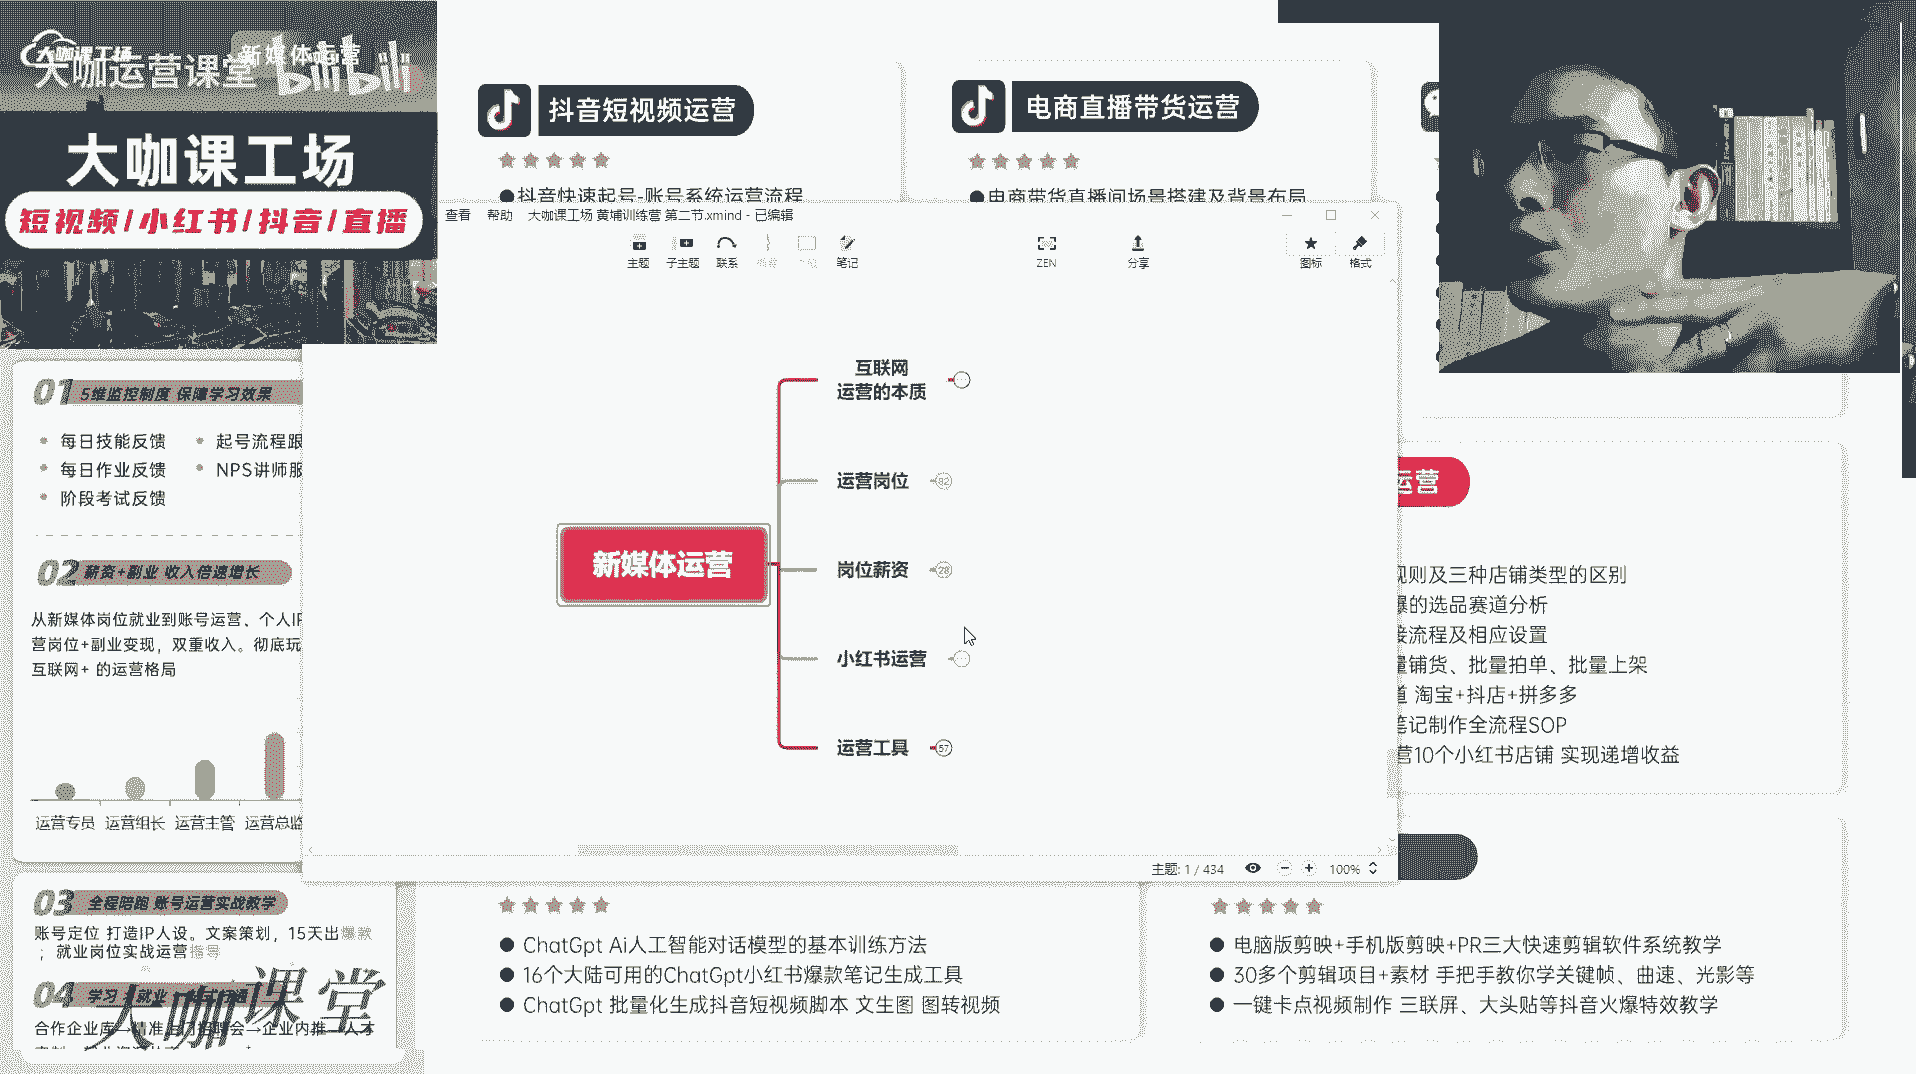 大咖课工场
大咖运营课堂
新媒体运营
bilibili
大咖课工场
短视频/小红书/抖音/直播
抖音短视频运营
抖音快速起号-账号系统运营流程
电商直播带货运营
电商带货直播间场景搭建及背景布局
查看 帮助 大咖课工场 黄埔训练营 第二节.xmind - 已编辑
主题 子主题 联系 笔记 ZEN 分享 图标 格式
互联网
运营的本质
运营岗位 82
岗位薪资 28
新媒体运营
小红书运营
运营工具 57
主题: 1 / 434 100%
01 5维监控制度 保障学习效果
每日技能反馈 起号流程跟
每日作业反馈 NPS讲师服
阶段考试反馈
02 薪资+副业 收入倍速增长
从新媒体岗位就业到账号运营、个人IP
营岗位+副业变现，双重收入。彻底玩
互联网+ 的运营格局
运营专员 运营组长 运营主管 运营总监
03 全程陪跑 账号运营实战教学
账号定位 打造IP人设。文案策划，15天出爆款
；就业岗位实战运营指导
04 学习
大咖课堂
合作企业库→精准
会→企业内推→人才
运营
规则及三种店铺类型的区别
爆的选品赛道分析
接流程及相应设置
量铺货、批量拍单、批量上架
道 淘宝+抖店+拼多多
笔记制作全流程SOP
营10个小红书店铺 实现递增收益
ChatGpt Ai人工智能对话模型的基本训练方法
16个大陆可用的ChatGpt小红书爆款笔记生成工具
ChatGpt 批量化生成抖音短视频脚本 文生图 图转视频
电脑版剪映+手机版剪映+PR三大快速剪辑软件系统教学
30多个剪辑项目+素材 手把手教你学关键帧、曲速、光影等
一键卡点视频制作 三联屏、大头贴等抖音火爆特效教学